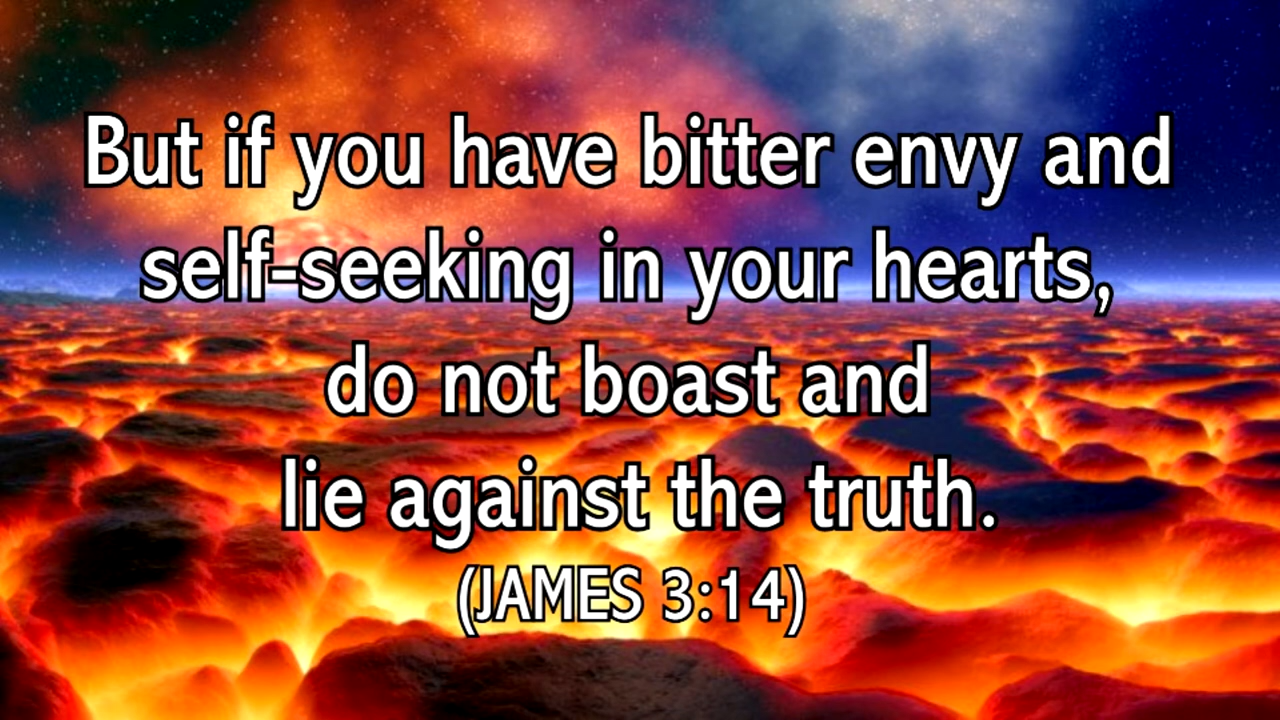 But if you have bitter envy and
self-seeking in your hearts,
do not boast and
lie against the truth.
(JAMES 3:14)